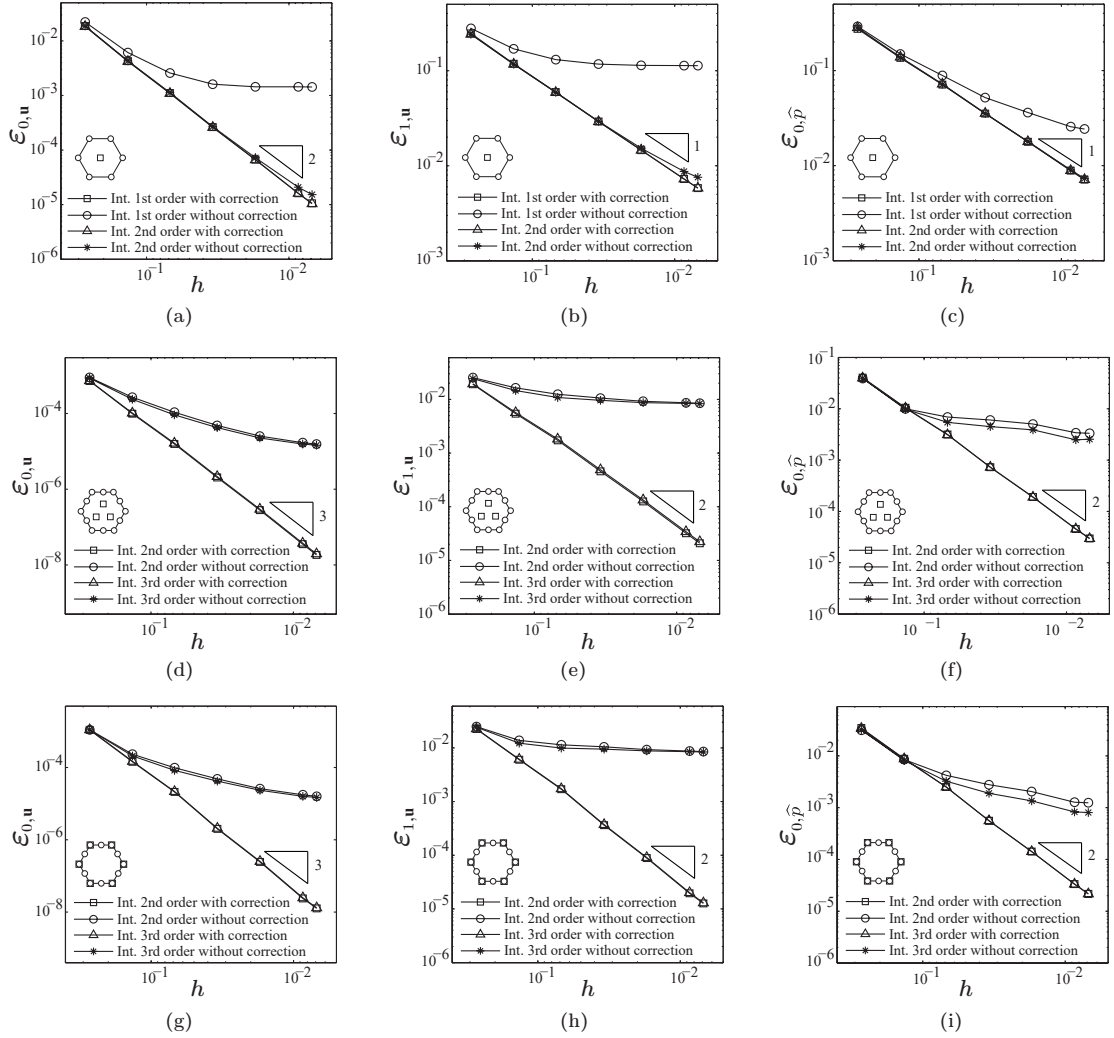 10⁻²
10⁻³
10⁻⁴
10⁻⁵
10⁻⁶
ε₀,ᵤ
2
Int. 1st order with correction
Int. 1st order without correction
Int. 2nd order with correction
Int. 2nd order without correction
10⁻¹
10⁻²
h
(a)
10⁻¹
10⁻²
10⁻³
ε₁,ᵤ
1
Int. 1st order with correction
Int. 1st order without correction
Int. 2nd order with correction
Int. 2nd order without correction
10⁻¹
10⁻²
h
(b)
10⁻¹
10⁻²
10⁻³
ε₀,p̂
1
Int. 1st order with correction
Int. 1st order without correction
Int. 2nd order with correction
Int. 2nd order without correction
10⁻¹
10⁻²
h
(c)
10⁻⁴
10⁻⁶
10⁻⁸
ε₀,ᵤ
3
Int. 2nd order with correction
Int. 2nd order without correction
Int. 3rd order with correction
Int. 3rd order without correction
10⁻¹
10⁻²
h
(d)
10⁻²
10⁻³
10⁻⁴
10⁻⁵
10⁻⁶
ε₁,ᵤ
2
Int. 2nd order with correction
Int. 2nd order without correction
Int. 3rd order with correction
Int. 3rd order without correction
10⁻¹
10⁻²
h
(e)
10⁻¹
10⁻²
10⁻³
10⁻⁴
10⁻⁵
10⁻⁶
ε₀,p̂
2
Int. 2nd order with correction
Int. 2nd order without correction
Int. 3rd order with correction
Int. 3rd order without correction
10⁻¹
10⁻²
h
(f)
10⁻⁴
10⁻⁶
10⁻⁸
ε₀,ᵤ
3
Int. 2nd order with correction
Int. 2nd order without correction
Int. 3rd order with correction
Int. 3rd order without correction
10⁻¹
10⁻²
h
(g)
10⁻²
10⁻³
10⁻⁴
10⁻⁵
10⁻⁶
ε₁,ᵤ
2
Int. 2nd order with correction
Int. 2nd order without correction
Int. 3rd order with correction
Int. 3rd order without correction
10⁻¹
10⁻²
h
(h)
10⁻²
10⁻³
10⁻⁴
10⁻⁵
10⁻⁶
ε₀,p̂
2
Int. 2nd order with correction
Int. 2nd order without correction
Int. 3rd order with correction
Int. 3rd order without correction
10⁻¹
10⁻²
h
(i)